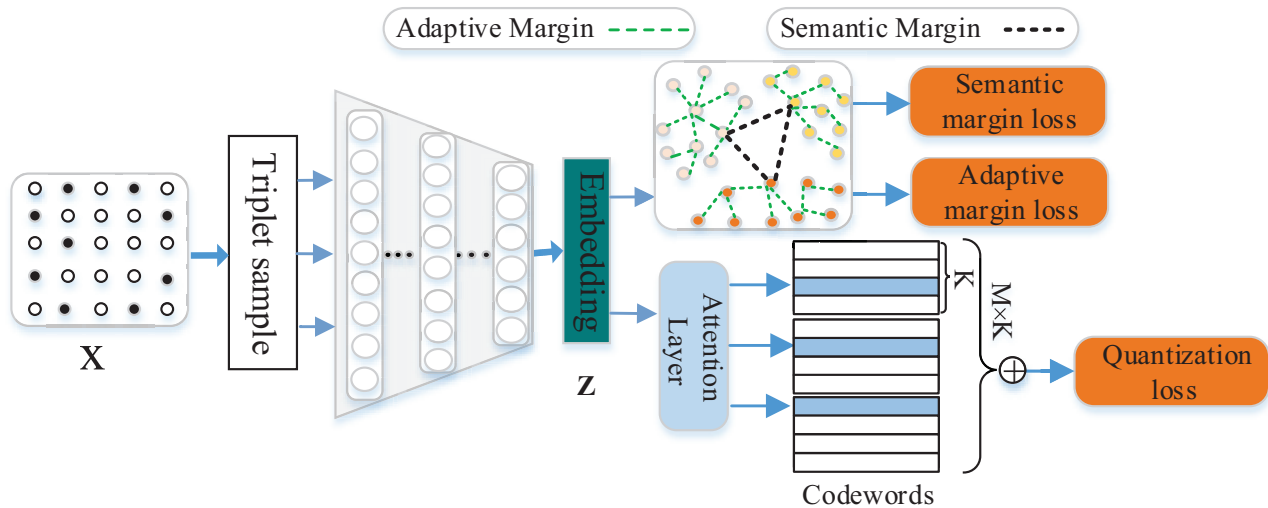 Adaptive Margin
Semantic Margin
Semantic
margin loss
Adaptive
margin loss
Triplet sample
Embedding
X
Z
Attention
Layer
K
M×K
Quantization
loss
Codewords